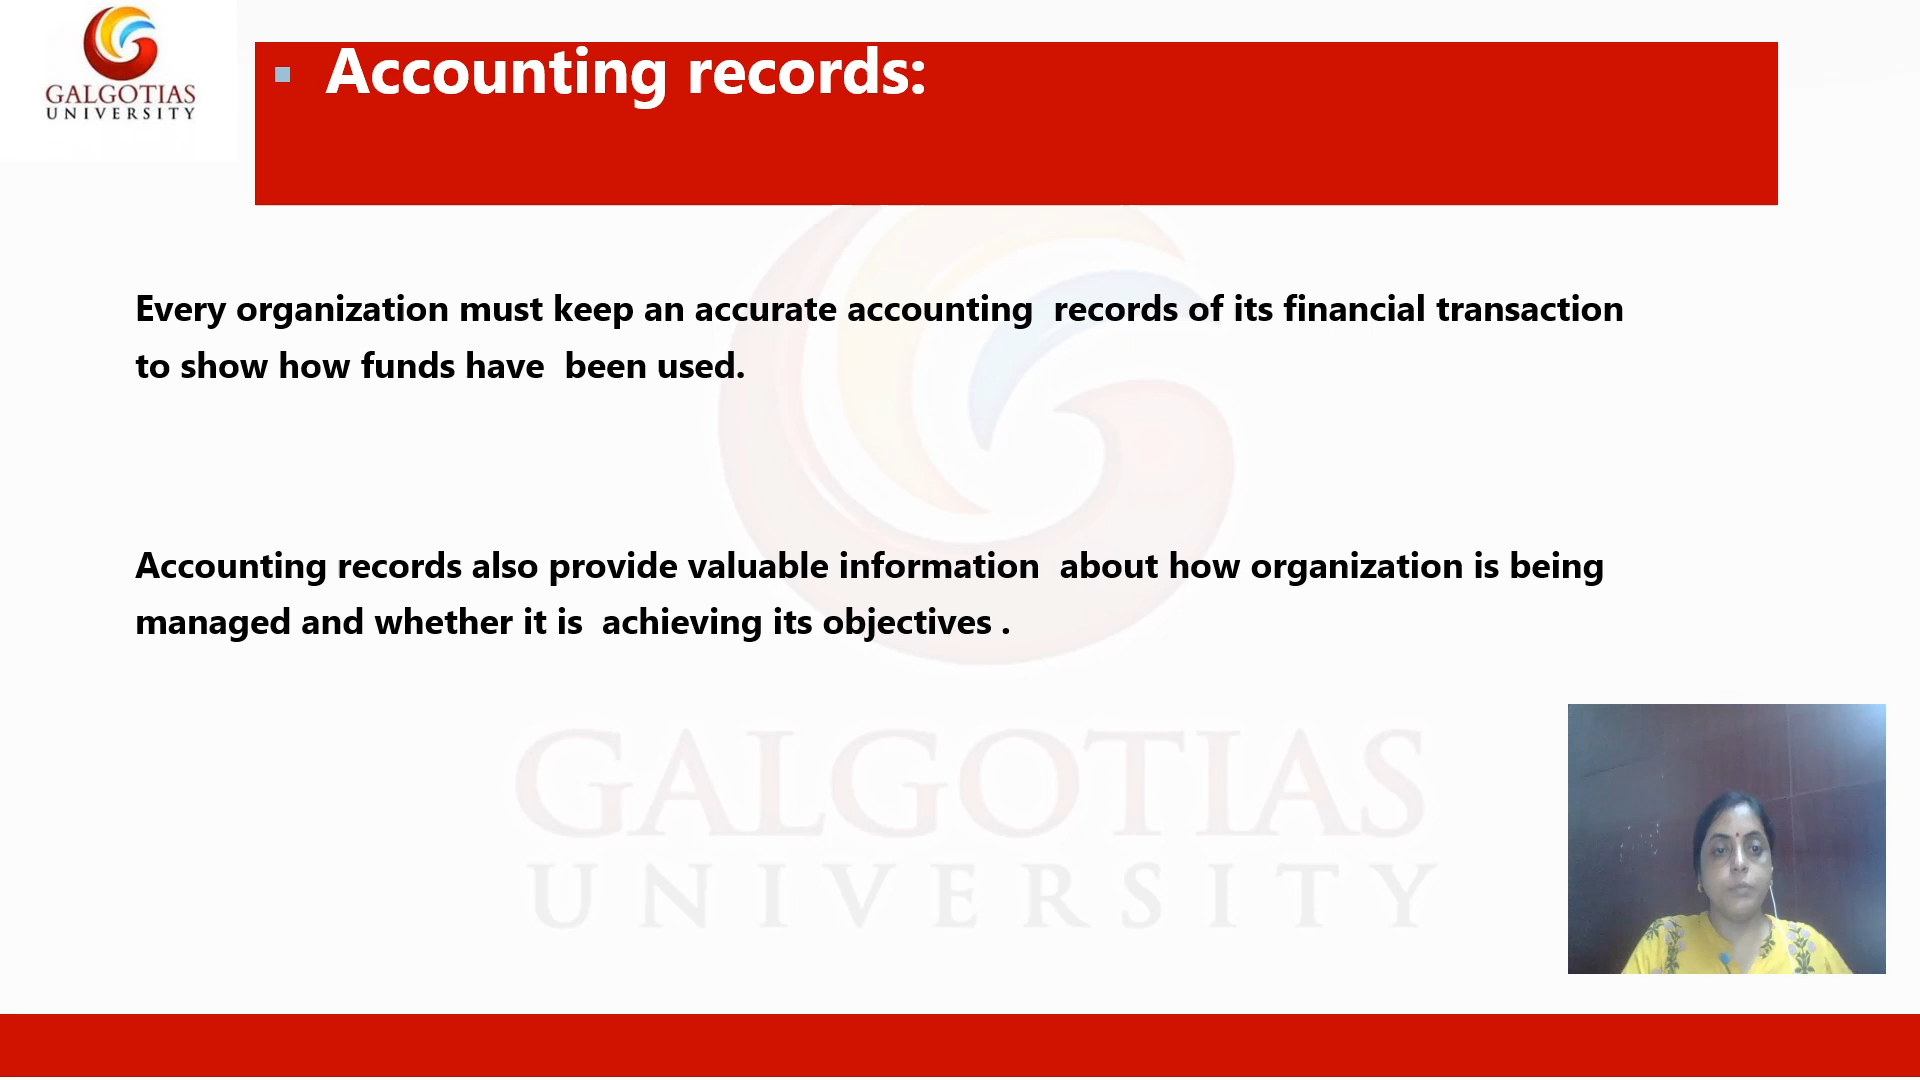 GALGOTIAS
UNIVERSITY
▪ Accounting records:
Every organization must keep an accurate accounting  records of its financial transaction
to show how funds have  been used.
Accounting records also provide valuable information  about how organization is being
managed and whether it is  achieving its objectives .
GALGOTIAS
UNIVERSITY